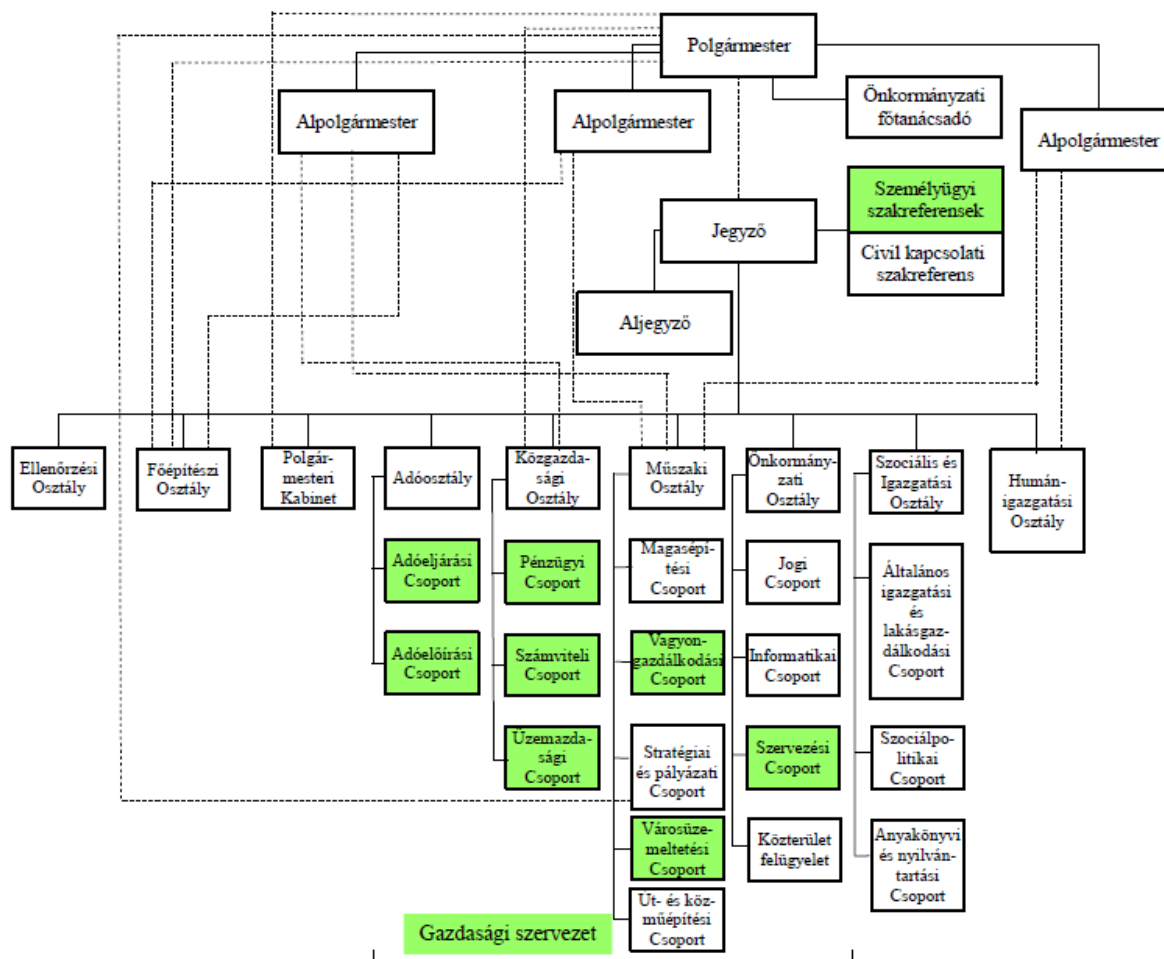 Polgármester
Önkormányzati
főtanácsadó
Alpolgármester
Alpolgármester
Alpolgármester
Személyügyi
szakreferensek
Jegyző
Civil kapcsolati
szakreferens
Aljegyző
Ellenőrzési
Osztály
Főépítészi
Osztály
Polgár-
mesteri
Kabinet
Adóosztály
Közgazda-
sági
Osztály
Műszaki
Osztály
Önkormány-
zati
Osztály
Szociális és
Igazgatási
Osztály
Humán-
igazgatási
Osztály
Adóeljárási
Csoport
Pénzügyi
Csoport
Magasépí-
tési
Csoport
Jogi
Csoport
Általános
igazgatási
és
lakásgaz-
dálkodási
Csoport
Adóelőírási
Csoport
Számviteli
Csoport
Vagyon-
gazdálkodási
Csoport
Informatikai
Csoport
Üzemazda-
sági
Csoport
Stratégiai
és pályázati
Csoport
Szervezési
Csoport
Szociálpo-
litikai
Csoport
Városüze-
meltetési
Csoport
Közterület
felügyelet
Anyakönyvi
és nyilván-
tartási
Csoport
Út- és köz-
műépítési
Csoport
Gazdasági szervezet